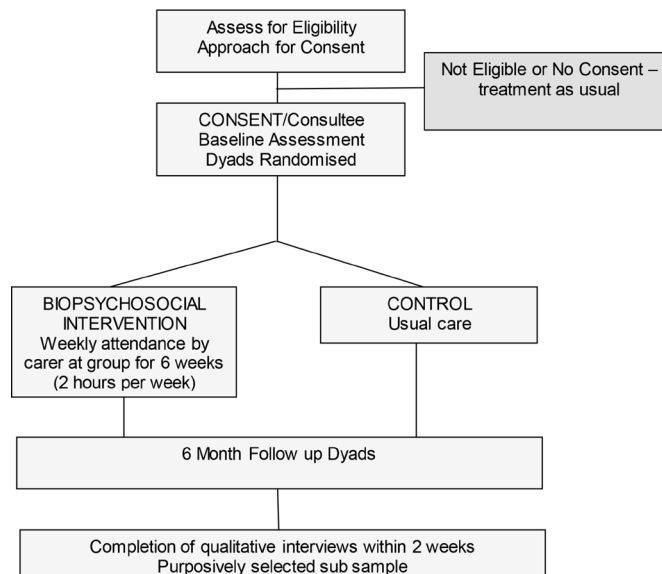 Assess for Eligibility
Approach for Consent
Not Eligible or No Consent –
treatment as usual
CONSENT/Consultee
Baseline Assessment
Dyads Randomised
BIOPSYCHOSOCIAL
INTERVENTION
Weekly attendance by
carer at group for 6 weeks
(2 hours per week)
CONTROL
Usual care
6 Month Follow up Dyads
Completion of qualitative interviews within 2 weeks
Purposively selected sub sample